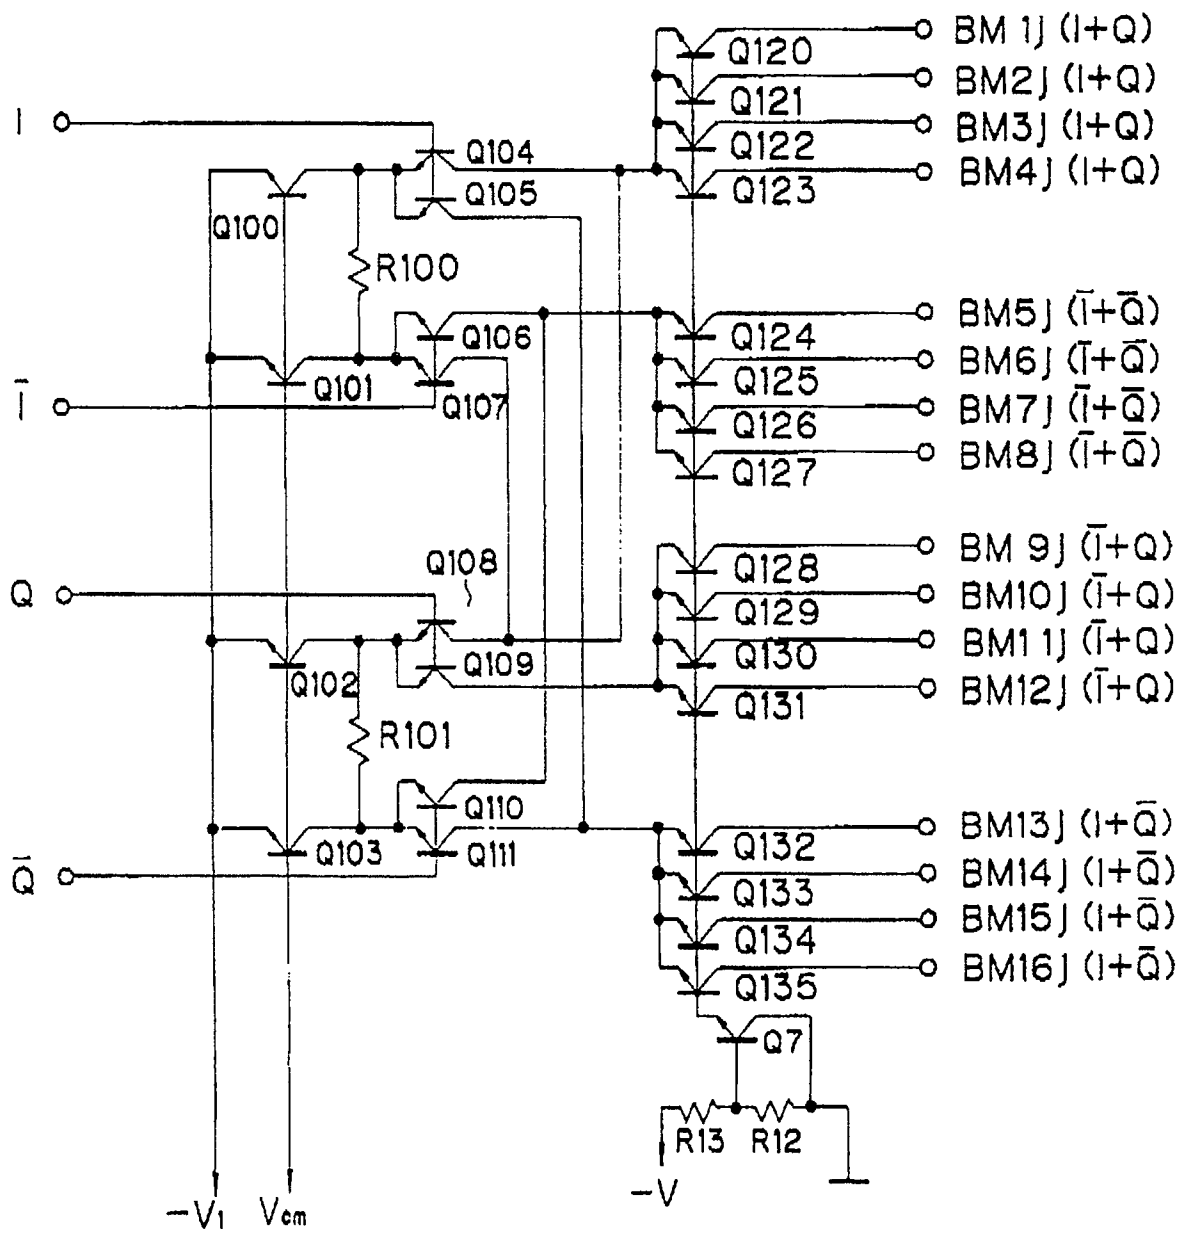 BM 1J (I+Q)
Q120
BM2J (I+Q)
Q121
I
BM3J (I+Q)
Q122
Q104
BM4J (I+Q)
Q123
Q105
Q100
R100
BM5J (I̅+Q̅)
Q124
Q106
BM6J (I̅+Q̅)
Q125
Q101
I̅
Q107
BM7J (I̅+Q̅)
Q126
BM8J (I̅+Q̅)
Q127
BM 9J (I̅+Q)
Q128
Q108
Q
BM10J (I̅+Q)
Q129
BM11J (I̅+Q)
Q130
Q109
Q102
BM12J (I̅+Q)
Q131
R101
Q110
BM13J (I+Q̅)
Q132
Q103
Q111
Q̅
BM14J (I+Q̅)
Q133
BM15J (I+Q̅)
Q134
BM16J (I+Q̅)
Q135
Q7
R13
R12
-V
-V1
Vcm